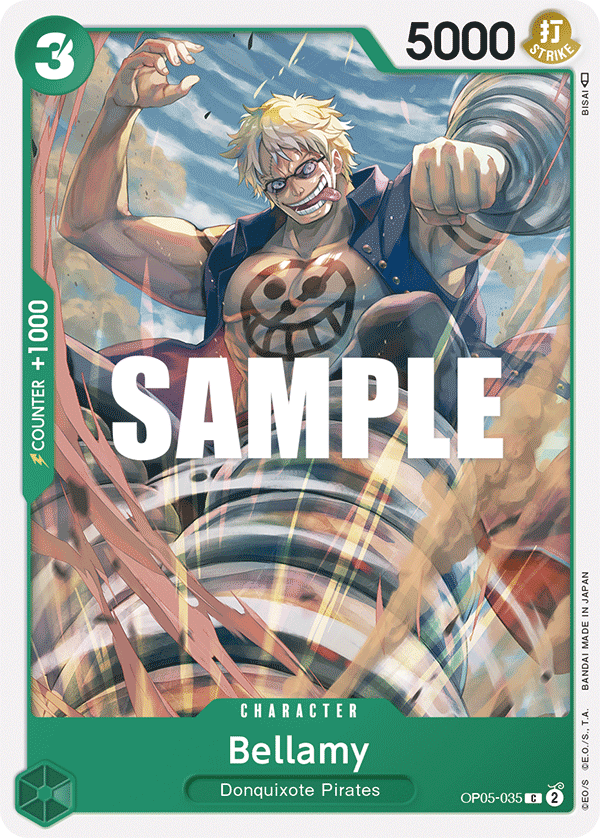 3
5000
打
STRIKE
BISAI
COUNTER +1000
SAMPLE
CHARACTER
Bellamy
Donquixote Pirates
OP05-035 C 2
©EO/S ©E.O./S., T.A. BANDAI MADE IN JAPAN